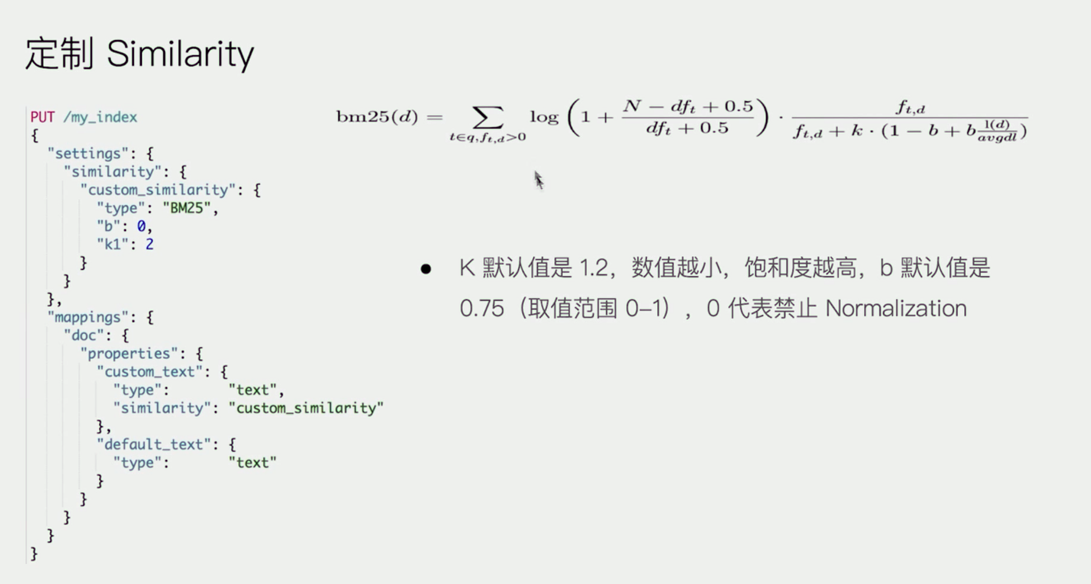 定制 Similarity
PUT /my_index
{
  "settings": {
    "similarity": {
      "custom_similarity": {
        "type": "BM25",
        "b": 0,
        "k1": 2
      }
    }
  },
  "mappings": {
    "doc": {
      "properties": {
        "custom_text": {
          "type":       "text",
          "similarity": "custom_similarity"
        },
        "default_text": {
          "type":       "text"
        }
      }
    }
  }
}
bm25(d) = ∑_{t∈q,f_{t,d}>0} log (1 + (N − df_t + 0.5)/(df_t + 0.5)) · f_{t,d}/(f_{t,d} + k · (1 − b + b l(d)/avgdl))
● K 默认值是 1.2，数值越小，饱和度越高，b 默认值是
0.75（取值范围 0–1），0 代表禁止 Normalization